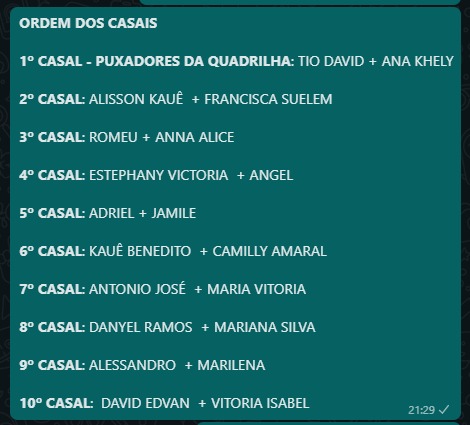 ORDEM DOS CASAIS
1º CASAL - PUXADORES DA QUADRILHA: TIO DAVID + ANA KHELY
2º CASAL: ALISSON KAUÊ + FRANCISCA SUELEM
3º CASAL: ROMEU + ANNA ALICE
4º CASAL: ESTEPHANY VICTORIA + ANGEL
5º CASAL: ADRIEL + JAMILE
6º CASAL: KAUÊ BENEDITO + CAMILLY AMARAL
7º CASAL: ANTONIO JOSÉ + MARIA VITORIA
8º CASAL: DANYEL RAMOS + MARIANA SILVA
9º CASAL: ALESSANDRO + MARILENA
10º CASAL: DAVID EDVAN + VITORIA ISABEL
21:29